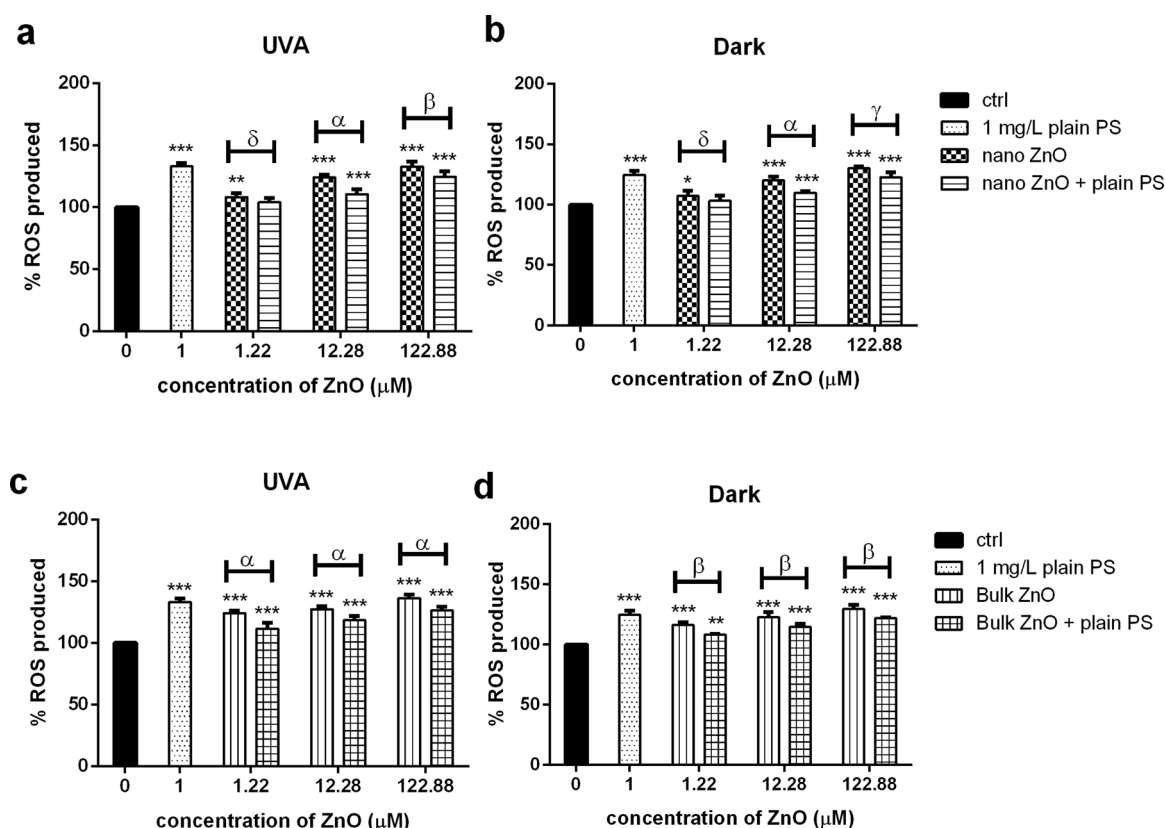 a
UVA
% ROS produced
200
150
100
50
0
***
**
δ
***
***
α
***
***
β
0
1
1.22
12.28
122.88
concentration of ZnO (μM)
b
Dark
% ROS produced
200
150
100
50
0
***
*
δ
***
***
α
***
***
γ
0
1
1.22
12.28
122.88
concentration of ZnO (μM)
ctrl
1 mg/L plain PS
nano ZnO
nano ZnO + plain PS
c
UVA
% ROS produced
200
150
100
50
0
***
***
***
α
***
***
α
***
***
α
0
1
1.22
12.28
122.88
concentration of ZnO (μM)
d
Dark
% ROS produced
200
150
100
50
0
***
***
**
β
***
***
β
***
***
β
0
1
1.22
12.28
122.88
concentration of ZnO (μM)
ctrl
1 mg/L plain PS
Bulk ZnO
Bulk ZnO + plain PS